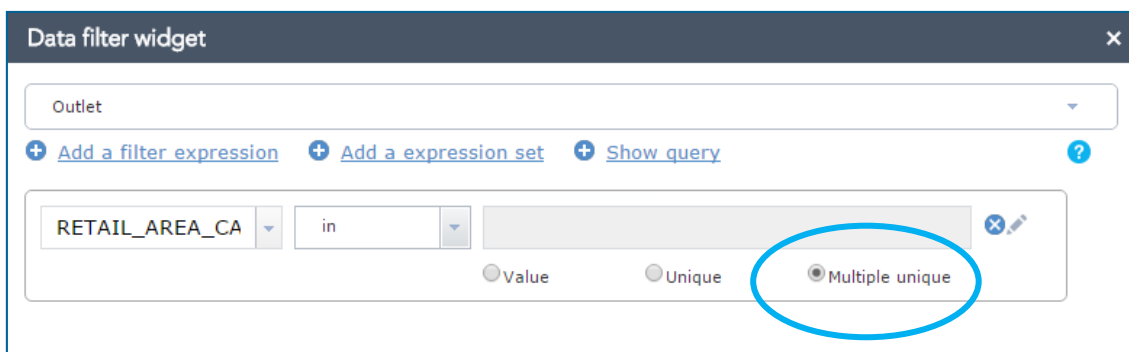 Data filter widget ×
Outlet
Add a filter expression Add a expression set Show query ?
RETAIL_AREA_CA in
Value Unique Multiple unique